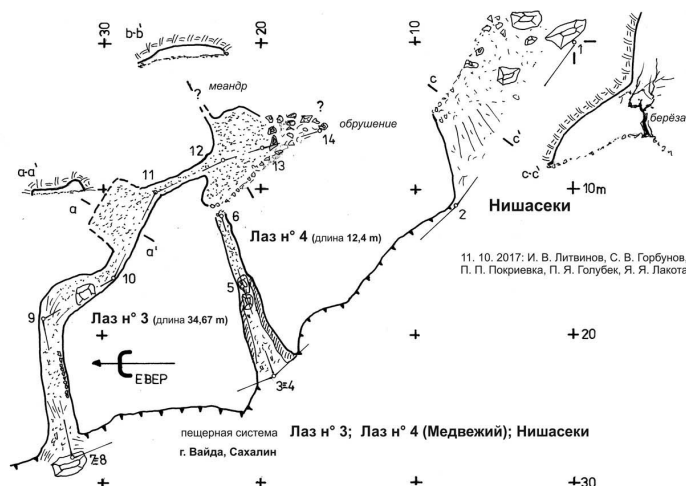 b-b'
30
20
10
1
меандр
?
?
обрушение
c
c'
c-c'
берёза
a-a'
11
12
13
14
10m
a
a'
6
2
Нишасеки
Лаз n° 4 (длина 12,4 m)
11. 10. 2017: И. В. Литвинов, С. В. Горбунов,
П. П. Покриевка, П. Я. Голубек, Я. Я. Лакота
10
5
9
Лаз n° 3 (длина 34,67 m)
20
ЕВЕР
3=4
пещерная система Лаз n° 3; Лаз n° 4 (Медвежий); Нишасеки
г. Вайда, Сахалин
7=8
30